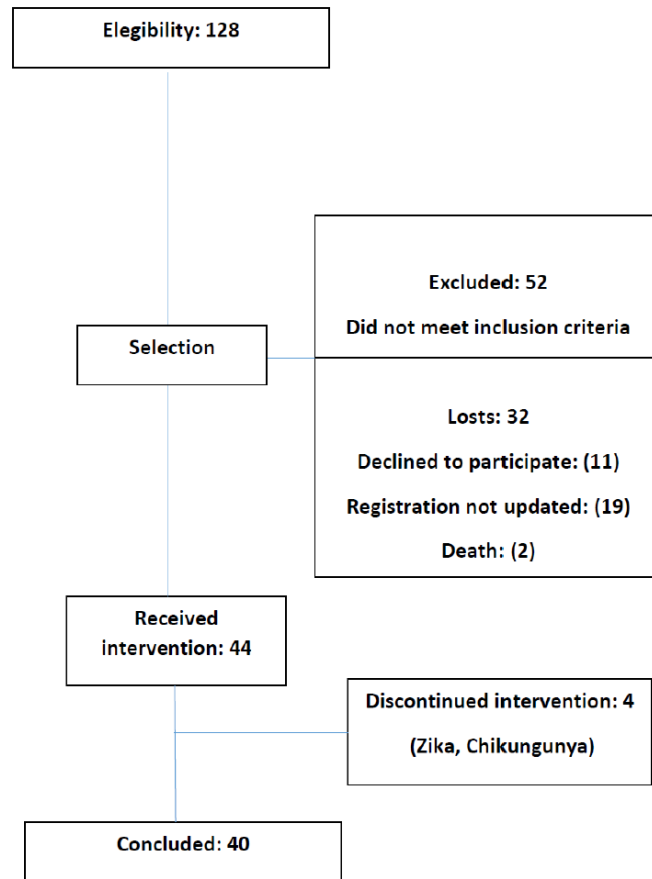 Elegibility: 128
Excluded: 52
Did not meet inclusion criteria
Selection
Losts: 32
Declined to participate: (11)
Registration not updated: (19)
Death: (2)
Received
intervention: 44
Discontinued intervention: 4
(Zika, Chikungunya)
Concluded: 40